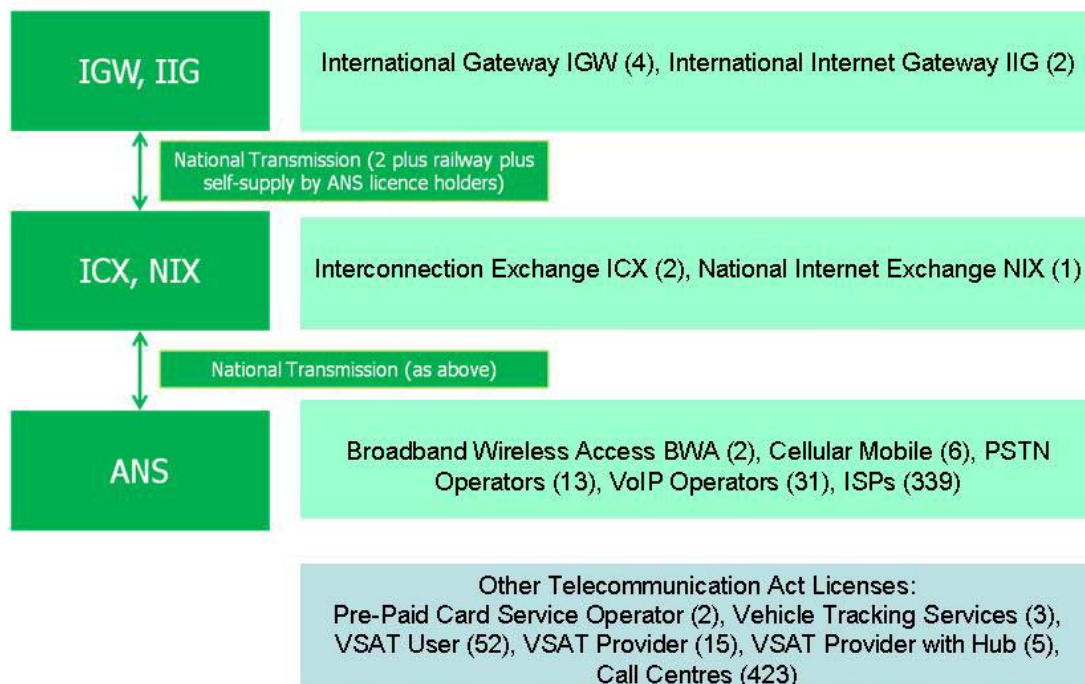 IGW, IIG
International Gateway IGW (4), International Internet Gateway IIG (2)
National Transmission (2 plus railway plus
self-supply by ANS licence holders)
ICX, NIX
Interconnection Exchange ICX (2), National Internet Exchange NIX (1)
National Transmission (as above)
ANS
Broadband Wireless Access BWA (2), Cellular Mobile (6), PSTN
Operators (13), VoIP Operators (31), ISPs (339)
Other Telecommunication Act Licenses:
Pre-Paid Card Service Operator (2), Vehicle Tracking Services (3),
VSAT User (52), VSAT Provider (15), VSAT Provider with Hub (5),
Call Centres (423)